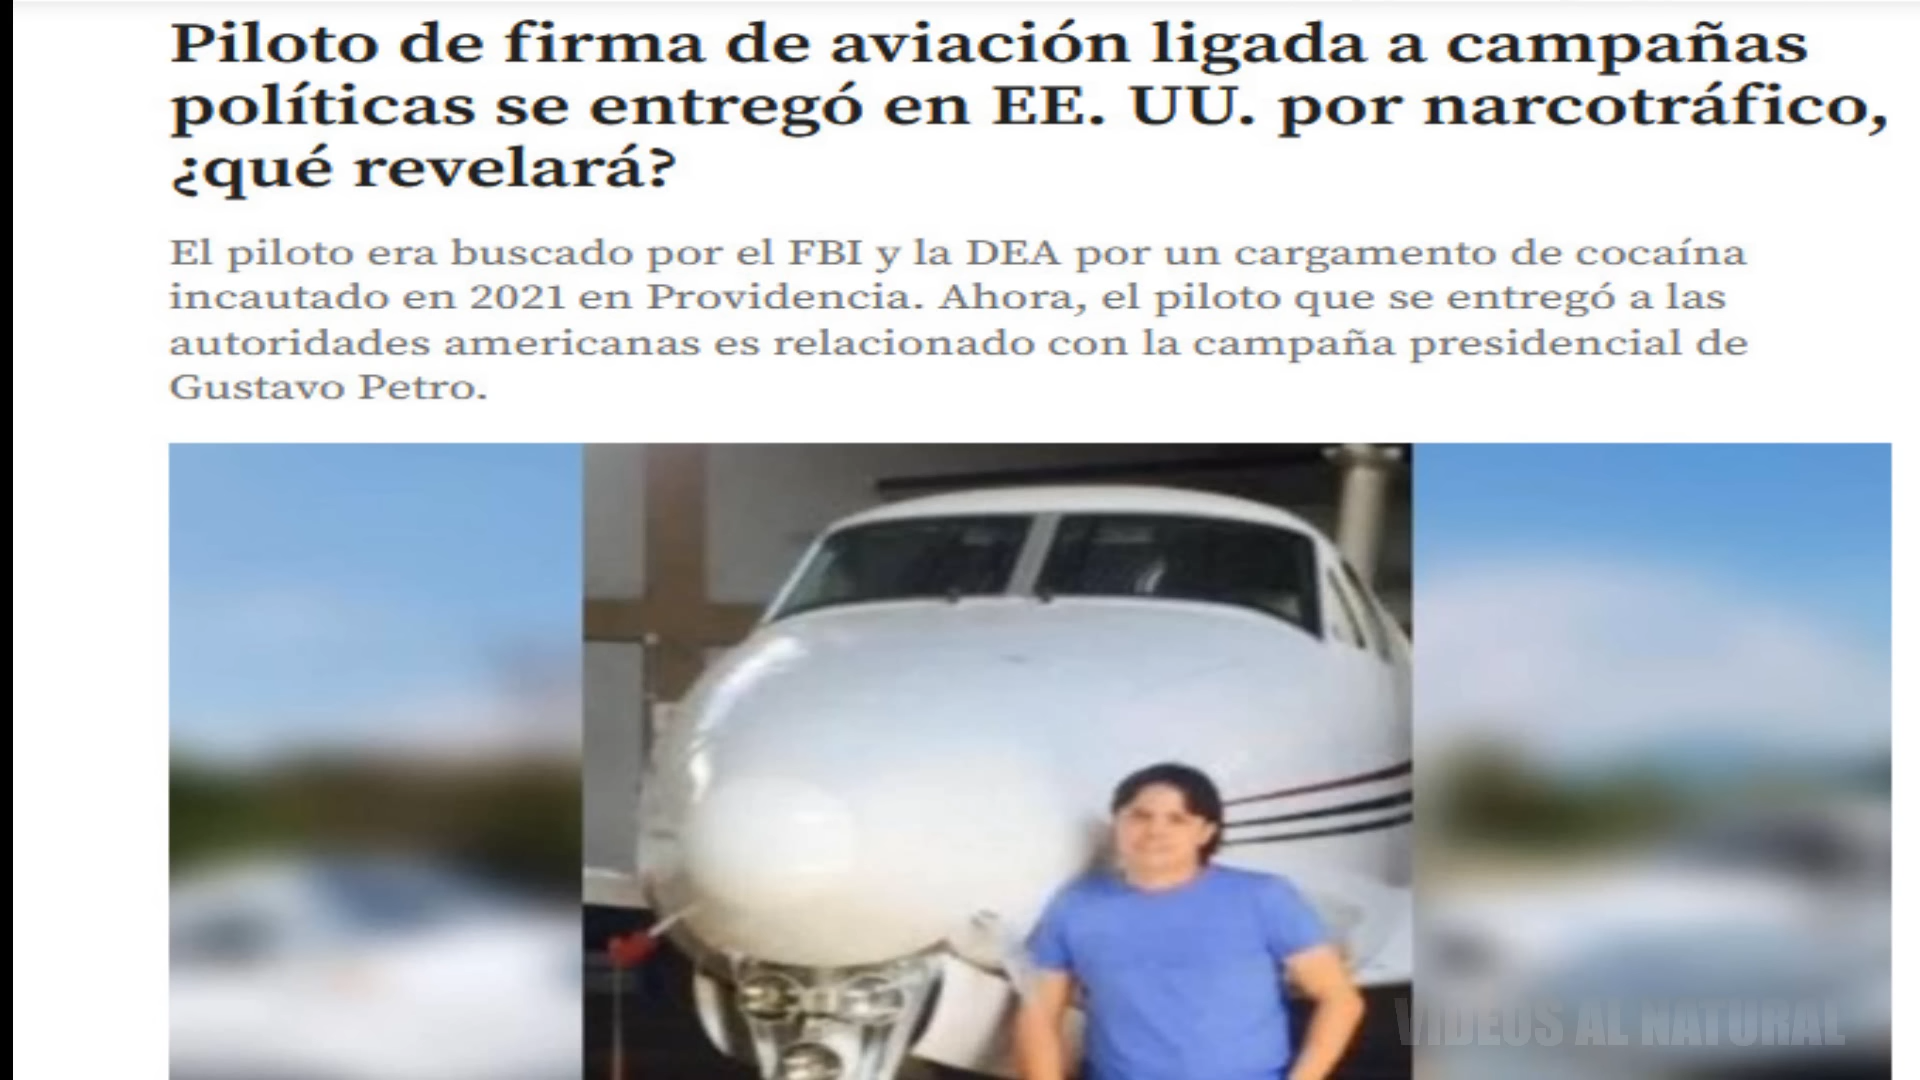 Piloto de firma de aviación ligada a campañas
políticas se entregó en EE. UU. por narcotráfico,
¿qué revelará?
El piloto era buscado por el FBI y la DEA por un cargamento de cocaína
incautado en 2021 en Providencia. Ahora, el piloto que se entregó a las
autoridades americanas es relacionado con la campaña presidencial de
Gustavo Petro.
VIDEOS AL NATURAL